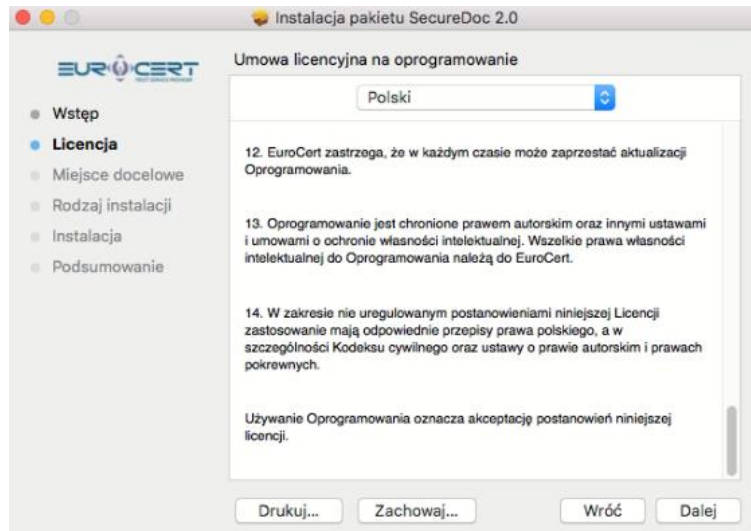 Instalacja pakietu SecureDoc 2.0
EUROCERT
Umowa licencyjna na oprogramowanie
Polski
Wstęp
Licencja
Miejsce docelowe
Rodzaj instalacji
Instalacja
Podsumowanie
12. EuroCert zastrzega, że w każdym czasie może zaprzestać aktualizacji
Oprogramowania.
13. Oprogramowanie jest chronione prawem autorskim oraz innymi ustawami
i umowami o ochronie własności intelektualnej. Wszelkie prawa własności
intelektualnej do Oprogramowania należą do EuroCert.
14. W zakresie nie uregulowanym postanowieniami niniejszej Licencji
zastosowanie mają odpowiednie przepisy prawa polskiego, a w
szczególności Kodeksu cywilnego oraz ustawy o prawie autorskim i prawach
pokrewnych.
Używanie Oprogramowania oznacza akceptację postanowień niniejszej
licencji.
Drukuj... Zachowaj... Wróć Dalej